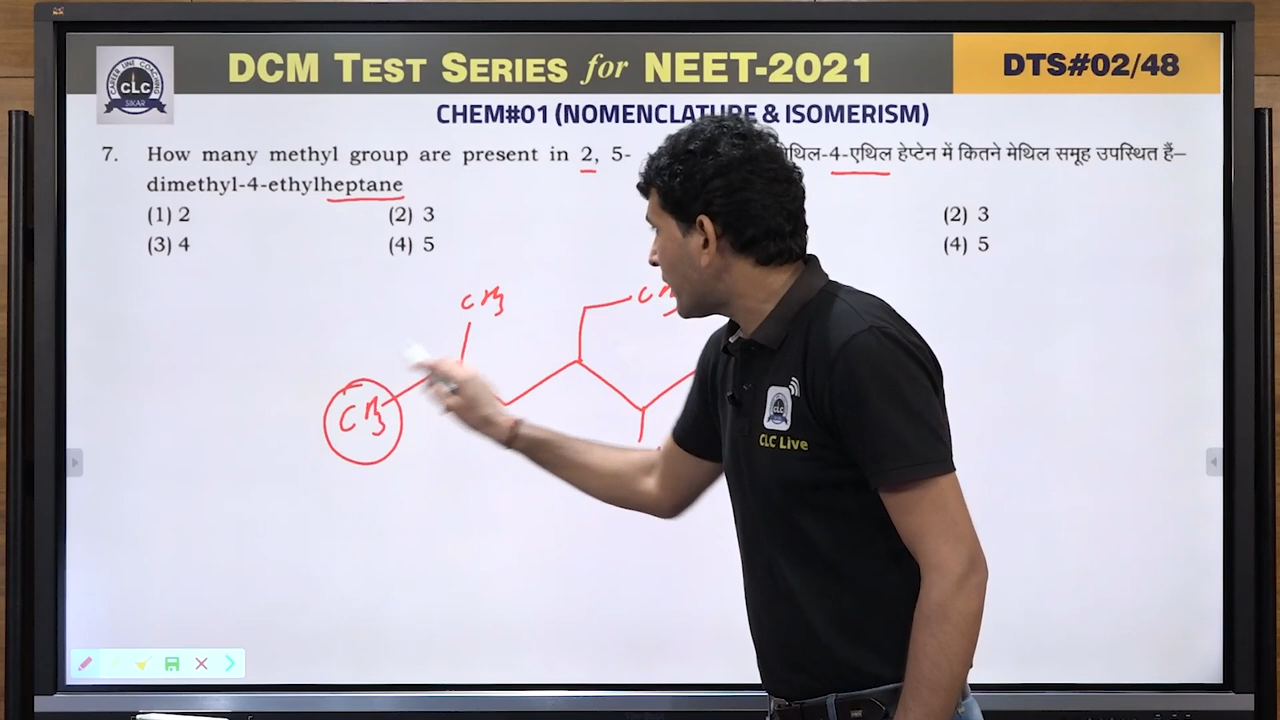 DCM TEST SERIES for NEET-2021
DTS#02/48
CLC
SIKAR
CHEM#01 (NOMENCLATURE & ISOMERISM)
7. How many methyl group are present in 2, 5-
dimethyl-4-ethylheptane
(1) 2 (2) 3
(3) 4 (4) 5
-4-एथिल हेप्टेन में कितने मेथिल समूह उपस्थित हैं–
(2) 3
(4) 5
CH3
CH3
CLC Live